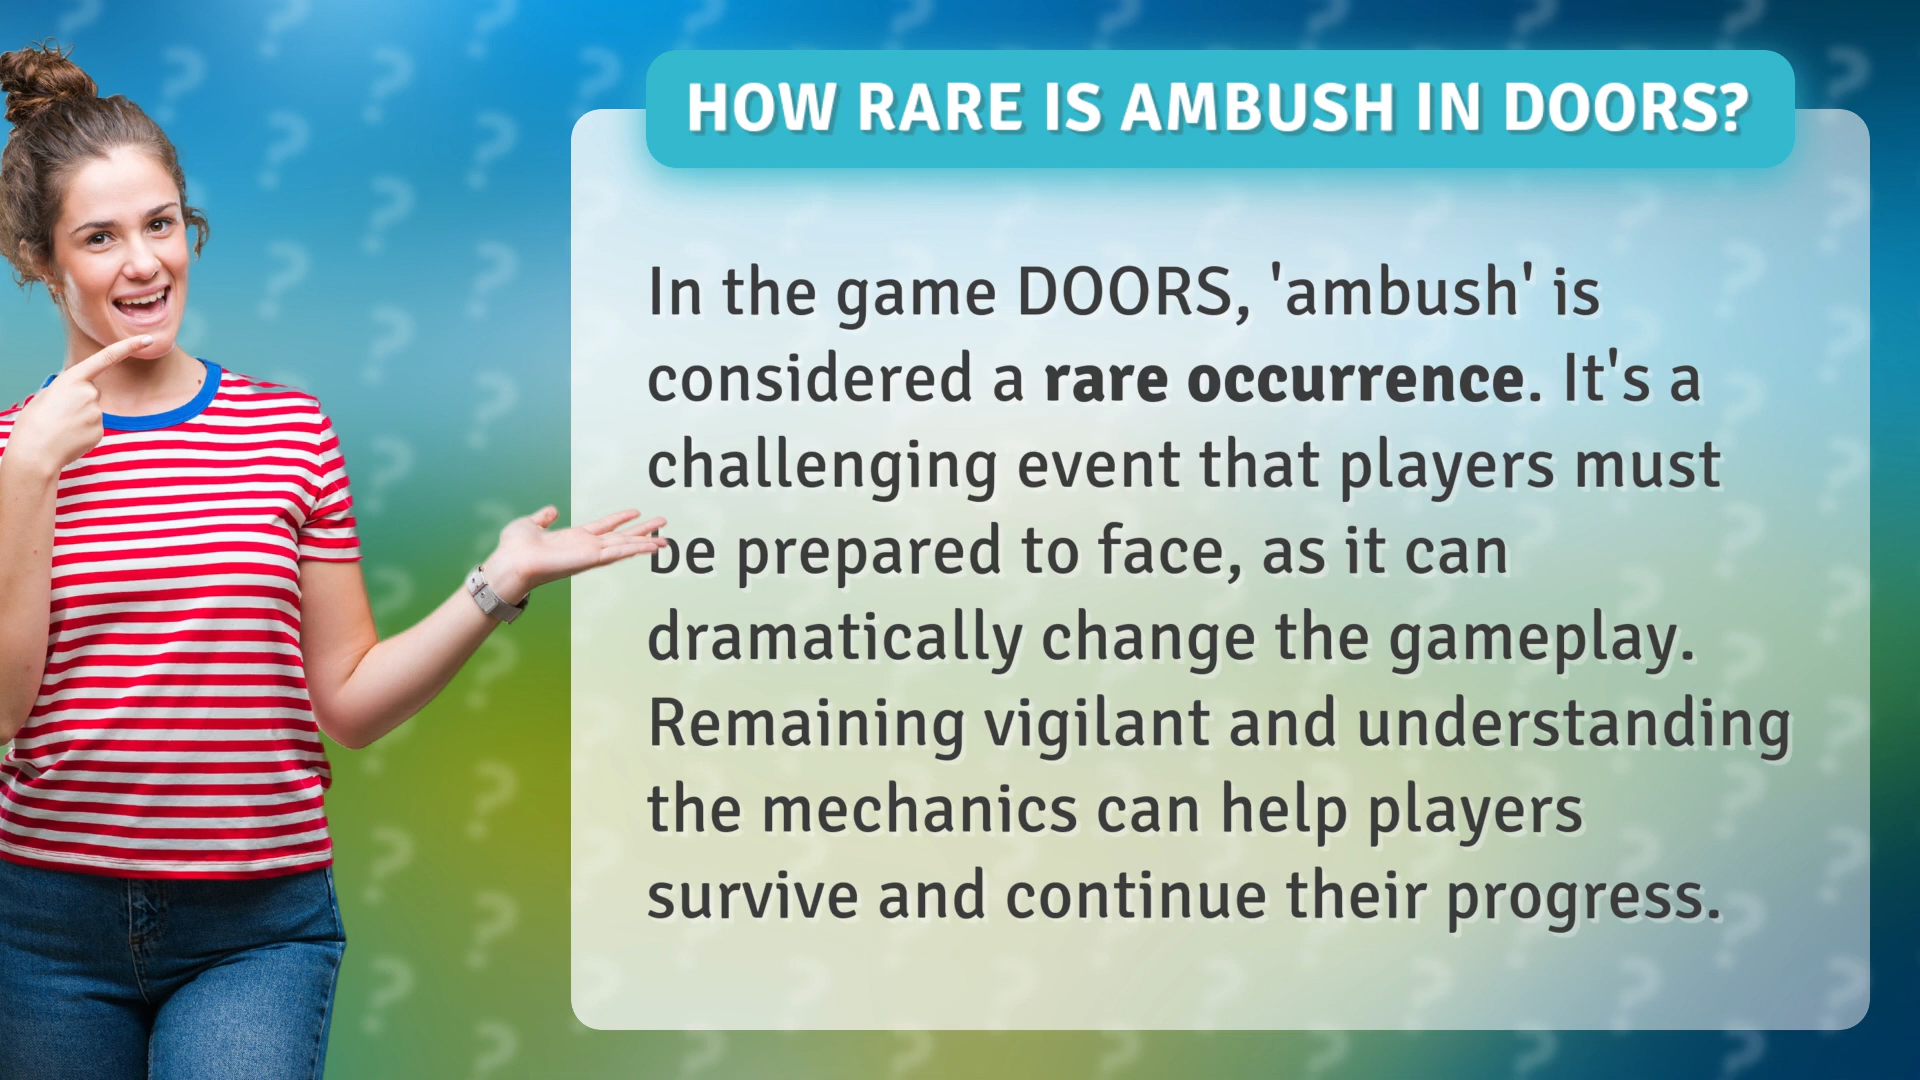 HOW RARE IS AMBUSH IN DOORS?
In the game DOORS, 'ambush' is
considered a rare occurrence. It's a
challenging event that players must
be prepared to face, as it can
dramatically change the gameplay.
Remaining vigilant and understanding
the mechanics can help players
survive and continue their progress.